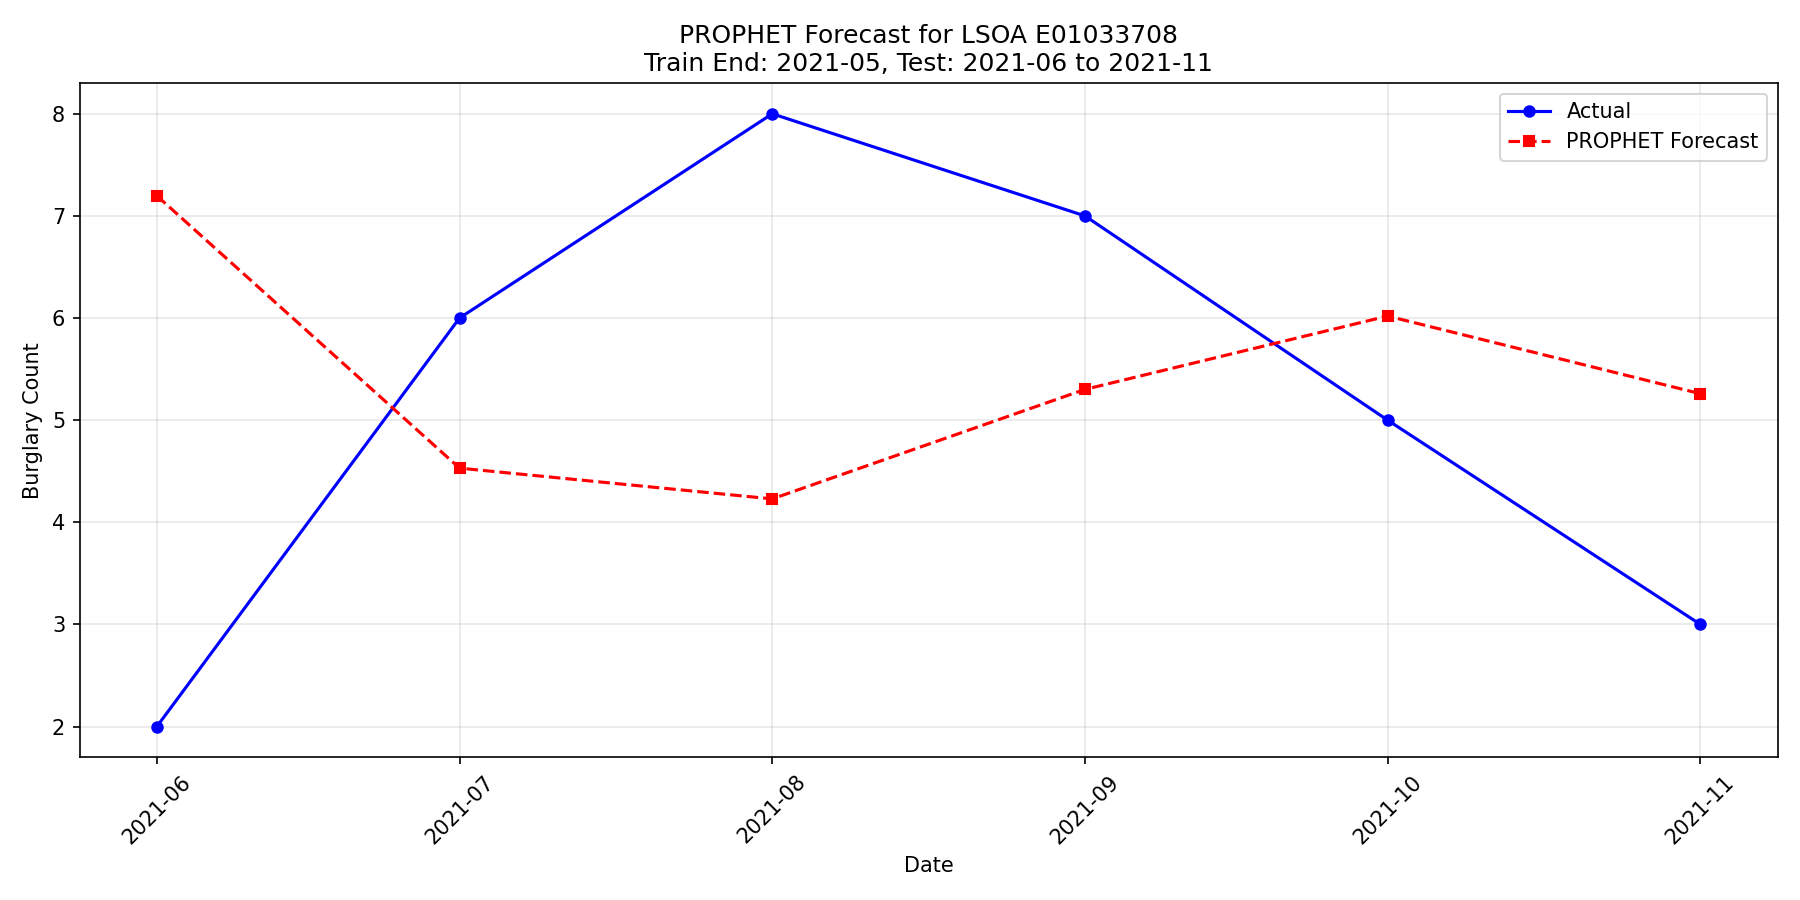 PROPHET Forecast for LSOA E01033708
Train End: 2021-05, Test: 2021-06 to 2021-11
Actual
PROPHET Forecast
Burglary Count
8
7
6
5
4
3
2
2021-06
2021-07
2021-08
2021-09
2021-10
2021-11
Date